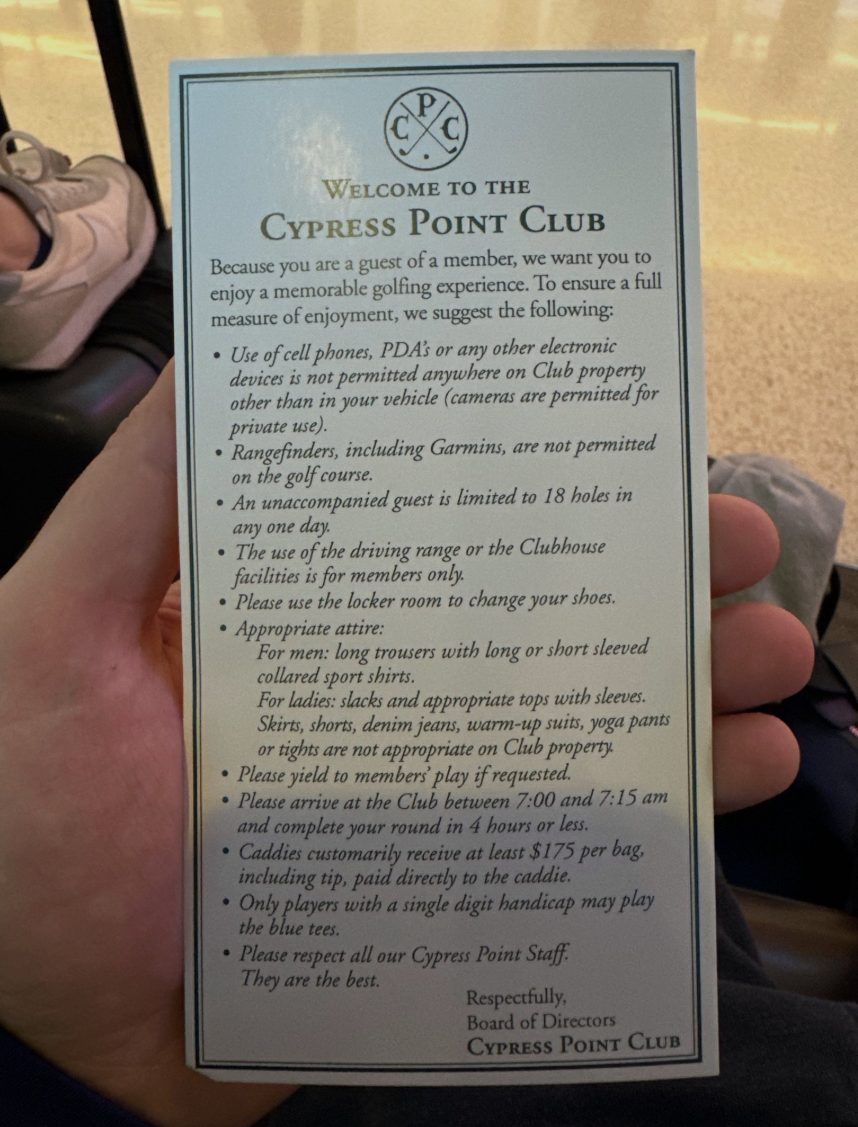 C P C
WELCOME TO THE
CYPRESS POINT CLUB
Because you are a guest of a member, we want you to
enjoy a memorable golfing experience. To ensure a full
measure of enjoyment, we suggest the following:
• Use of cell phones, PDA's or any other electronic
devices is not permitted anywhere on Club property
other than in your vehicle (cameras are permitted for
private use).
• Rangefinders, including Garmins, are not permitted
on the golf course.
• An unaccompanied guest is limited to 18 holes in
any one day.
• The use of the driving range or the Clubhouse
facilities is for members only.
• Please use the locker room to change your shoes.
• Appropriate attire:
For men: long trousers with long or short sleeved
collared sport shirts.
For ladies: slacks and appropriate tops with sleeves.
Skirts, shorts, denim jeans, warm-up suits, yoga pants
or tights are not appropriate on Club property.
• Please yield to members' play if requested.
• Please arrive at the Club between 7:00 and 7:15 am
and complete your round in 4 hours or less.
• Caddies customarily receive at least $175 per bag,
including tip, paid directly to the caddie.
• Only players with a single digit handicap may play
the blue tees.
• Please respect all our Cypress Point Staff.
They are the best.
Respectfully,
Board of Directors
CYPRESS POINT CLUB